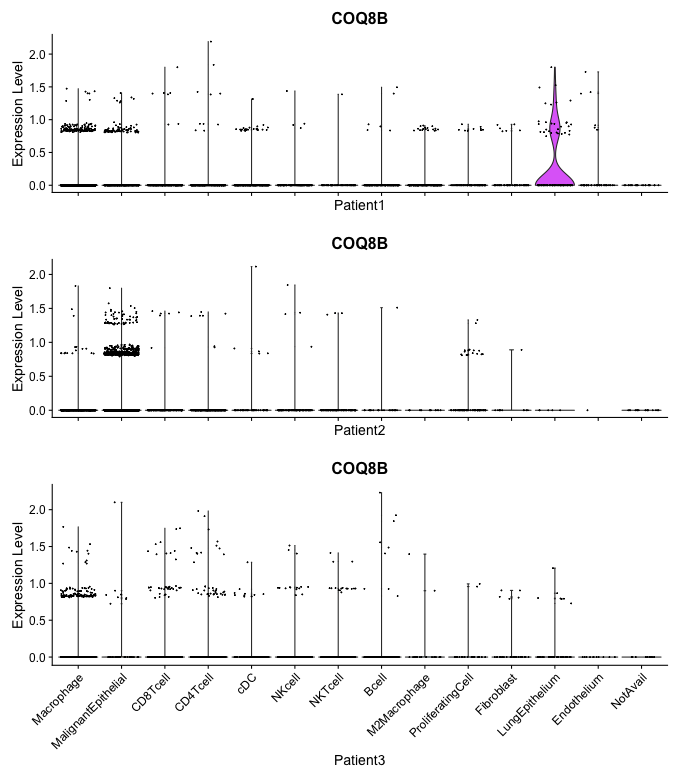 COQ8B
Expression Level
2.0
1.5
1.0
0.5
0.0
Patient1
COQ8B
Expression Level
2.0
1.5
1.0
0.5
0.0
Patient2
COQ8B
Expression Level
2.0
1.5
1.0
0.5
0.0
Macrophage
MalignantEpithelial
CD8Tcell
CD4Tcell
cDC
NKcell
NKTcell
Bcell
M2Macrophage
ProliferatingCell
Fibroblast
LungEpithelium
Endothelium
NotAvail
Patient3